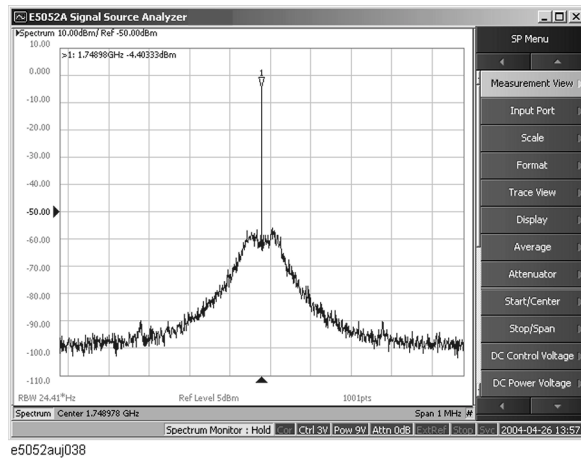 E5052A Signal Source Analyzer
Spectrum 10.00dBm/ Ref -50.00dBm
SP Menu
10.00
>1: 1.74898GHz -4.40333dBm
1
0.000
Measurement View
-10.00
Input Port
-20.00
Scale
-30.00
Format
-40.00
Trace View
-50.00
Display
-60.00
Average
-70.00
Attenuator
-80.00
Start/Center
-90.00
Stop/Span
-100.0
DC Control Voltage
-110.0
DC Power Voltage
RBW 24.41 Hz
Ref Level 5dBm
1001pts
Spectrum Center 1.748978 GHz
Span 1 MHz #
Spectrum Monitor : Hold Cor Ctrl 3V Pow 9V Attn 0dB ExtRef Stop Svc 2004-04-26 13:57
e5052auj038